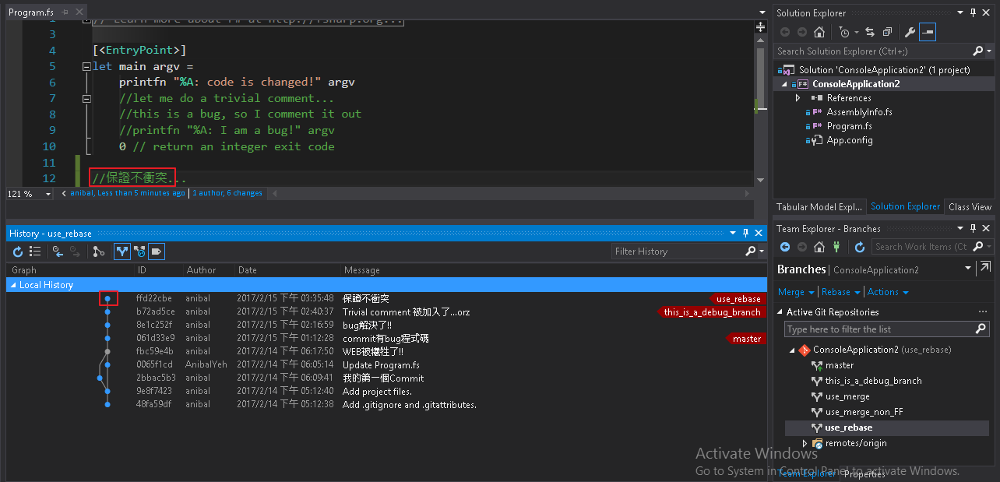 Program.fs
// Learn more about F# at http://fsharp.org...
3
4 [<EntryPoint>]
5 let main argv =
6 printfn "%A: code is changed!" argv
7 //let me do a trivial comment...
8 //this is a bug, so I comment it out
9 //printfn "%A: I am a bug!" argv
10 0 // return an integer exit code
11
12 //保證不衝突...
121 % anibal, Less than 5 minutes ago | 1 author, 6 changes
History - use_rebase
Filter History
Graph ID Author Date Message
Local History
ffd22cbe anibal 2017/2/15 下午 03:35:48 保證不衝突 use_rebase
b72ad5ce anibal 2017/2/15 下午 02:40:37 Trivial comment 被加入了...orz this_is_a_debug_branch
8e1c252f anibal 2017/2/15 下午 02:16:59 bug解決了!!
061d33e9 anibal 2017/2/15 下午 01:12:28 commit有bug程式碼 master
fbc59e4b anibal 2017/2/14 下午 06:17:50 WEB被犧牲了!!
0065f1cd AnibalYeh 2017/2/14 下午 06:05:14 Update Program.fs
2bbac5b3 anibal 2017/2/14 下午 06:09:41 我的第一個Commit
9e8f7423 anibal 2017/2/14 下午 05:12:40 Add project files.
48fa59df anibal 2017/2/14 下午 05:12:38 Add .gitignore and .gitattributes.
Solution Explorer
Search Solution Explorer (Ctrl+;)
Solution 'ConsoleApplication2' (1 project)
F# ConsoleApplication2
References
F# AssemblyInfo.fs
F# Program.fs
App.config
Tabular Model Expl... Solution Explorer Class View
Team Explorer - Branches
Search Work Items (Ct
Branches | ConsoleApplication2
Merge | Rebase | Actions
Active Git Repositories
Type here to filter the list
ConsoleApplication2 (use_rebase)
master
this_is_a_debug_branch
use_merge
use_merge_non_FF
use_rebase
remotes/origin
Activate Windows
Go to System in Control Panel to activate Windows.
Team Explorer Properties